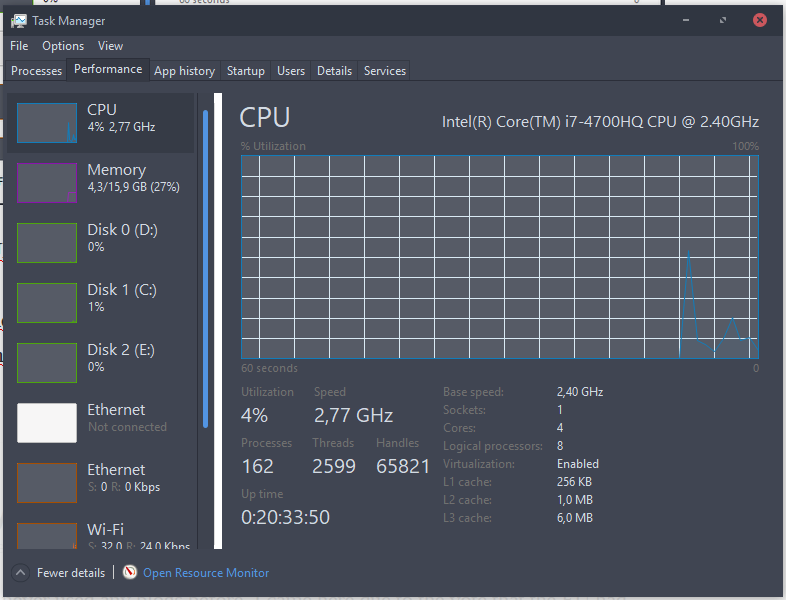 60 seconds
Task Manager
File Options View
Processes Performance App history Startup Users Details Services
CPU
4% 2,77 GHz
Memory
4,3/15,9 GB (27%)
Disk 0 (D:)
0%
Disk 1 (C:)
1%
Disk 2 (E:)
0%
Ethernet
Not connected
Ethernet
S: 0 R: 0 Kbps
Wi-Fi
S: 32,0 R: 24,0 Kbps
CPU
Intel(R) Core(TM) i7-4700HQ CPU @ 2.40GHz
% Utilization 100%
60 seconds 0
Utilization Speed
4% 2,77 GHz
Processes Threads Handles
162 2599 65821
Up time
0:20:33:50
Base speed: 2,40 GHz
Sockets: 1
Cores: 4
Logical processors: 8
Virtualization: Enabled
L1 cache: 256 KB
L2 cache: 1,0 MB
L3 cache: 6,0 MB
Fewer details Open Resource Monitor